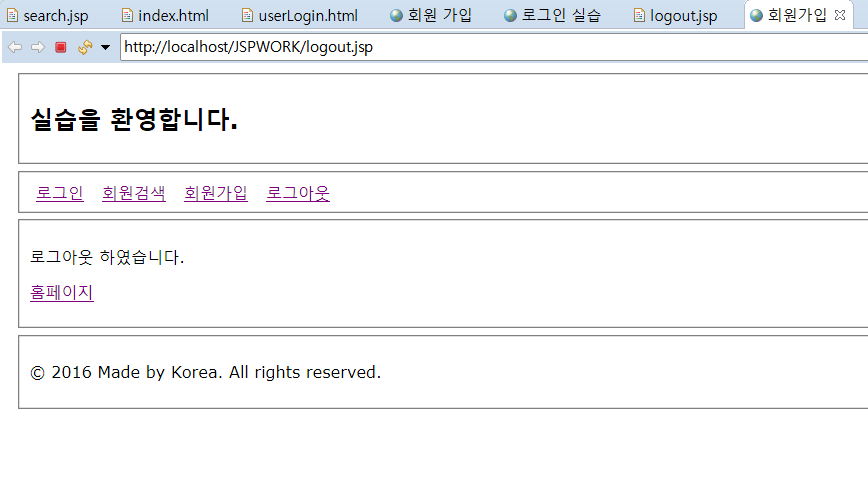 search.jsp index.html userLogin.html 회원 가입 로그인 실습 logout.jsp 회원가입
http://localhost/JSPWORK/logout.jsp
실습을 환영합니다.
로그인 회원검색 회원가입 로그아웃
로그아웃 하였습니다.
홈페이지
© 2016 Made by Korea. All rights reserved.